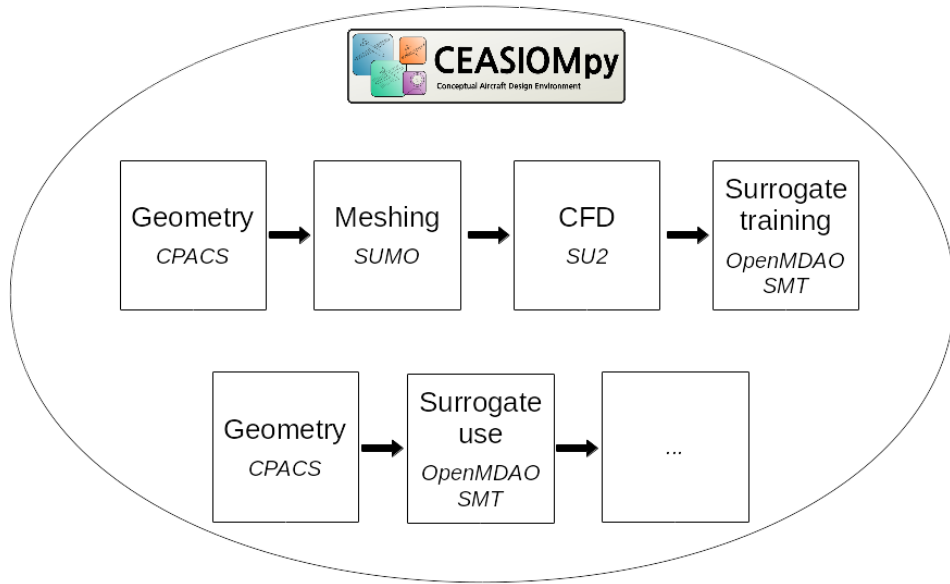 CEASIOMpy
Conceptual Aircraft Design Environment
Geometry
CPACS
Meshing
SUMO
CFD
SU2
Surrogate
training
OpenMDAO
SMT
Geometry
CPACS
Surrogate
use
OpenMDAO
SMT
...